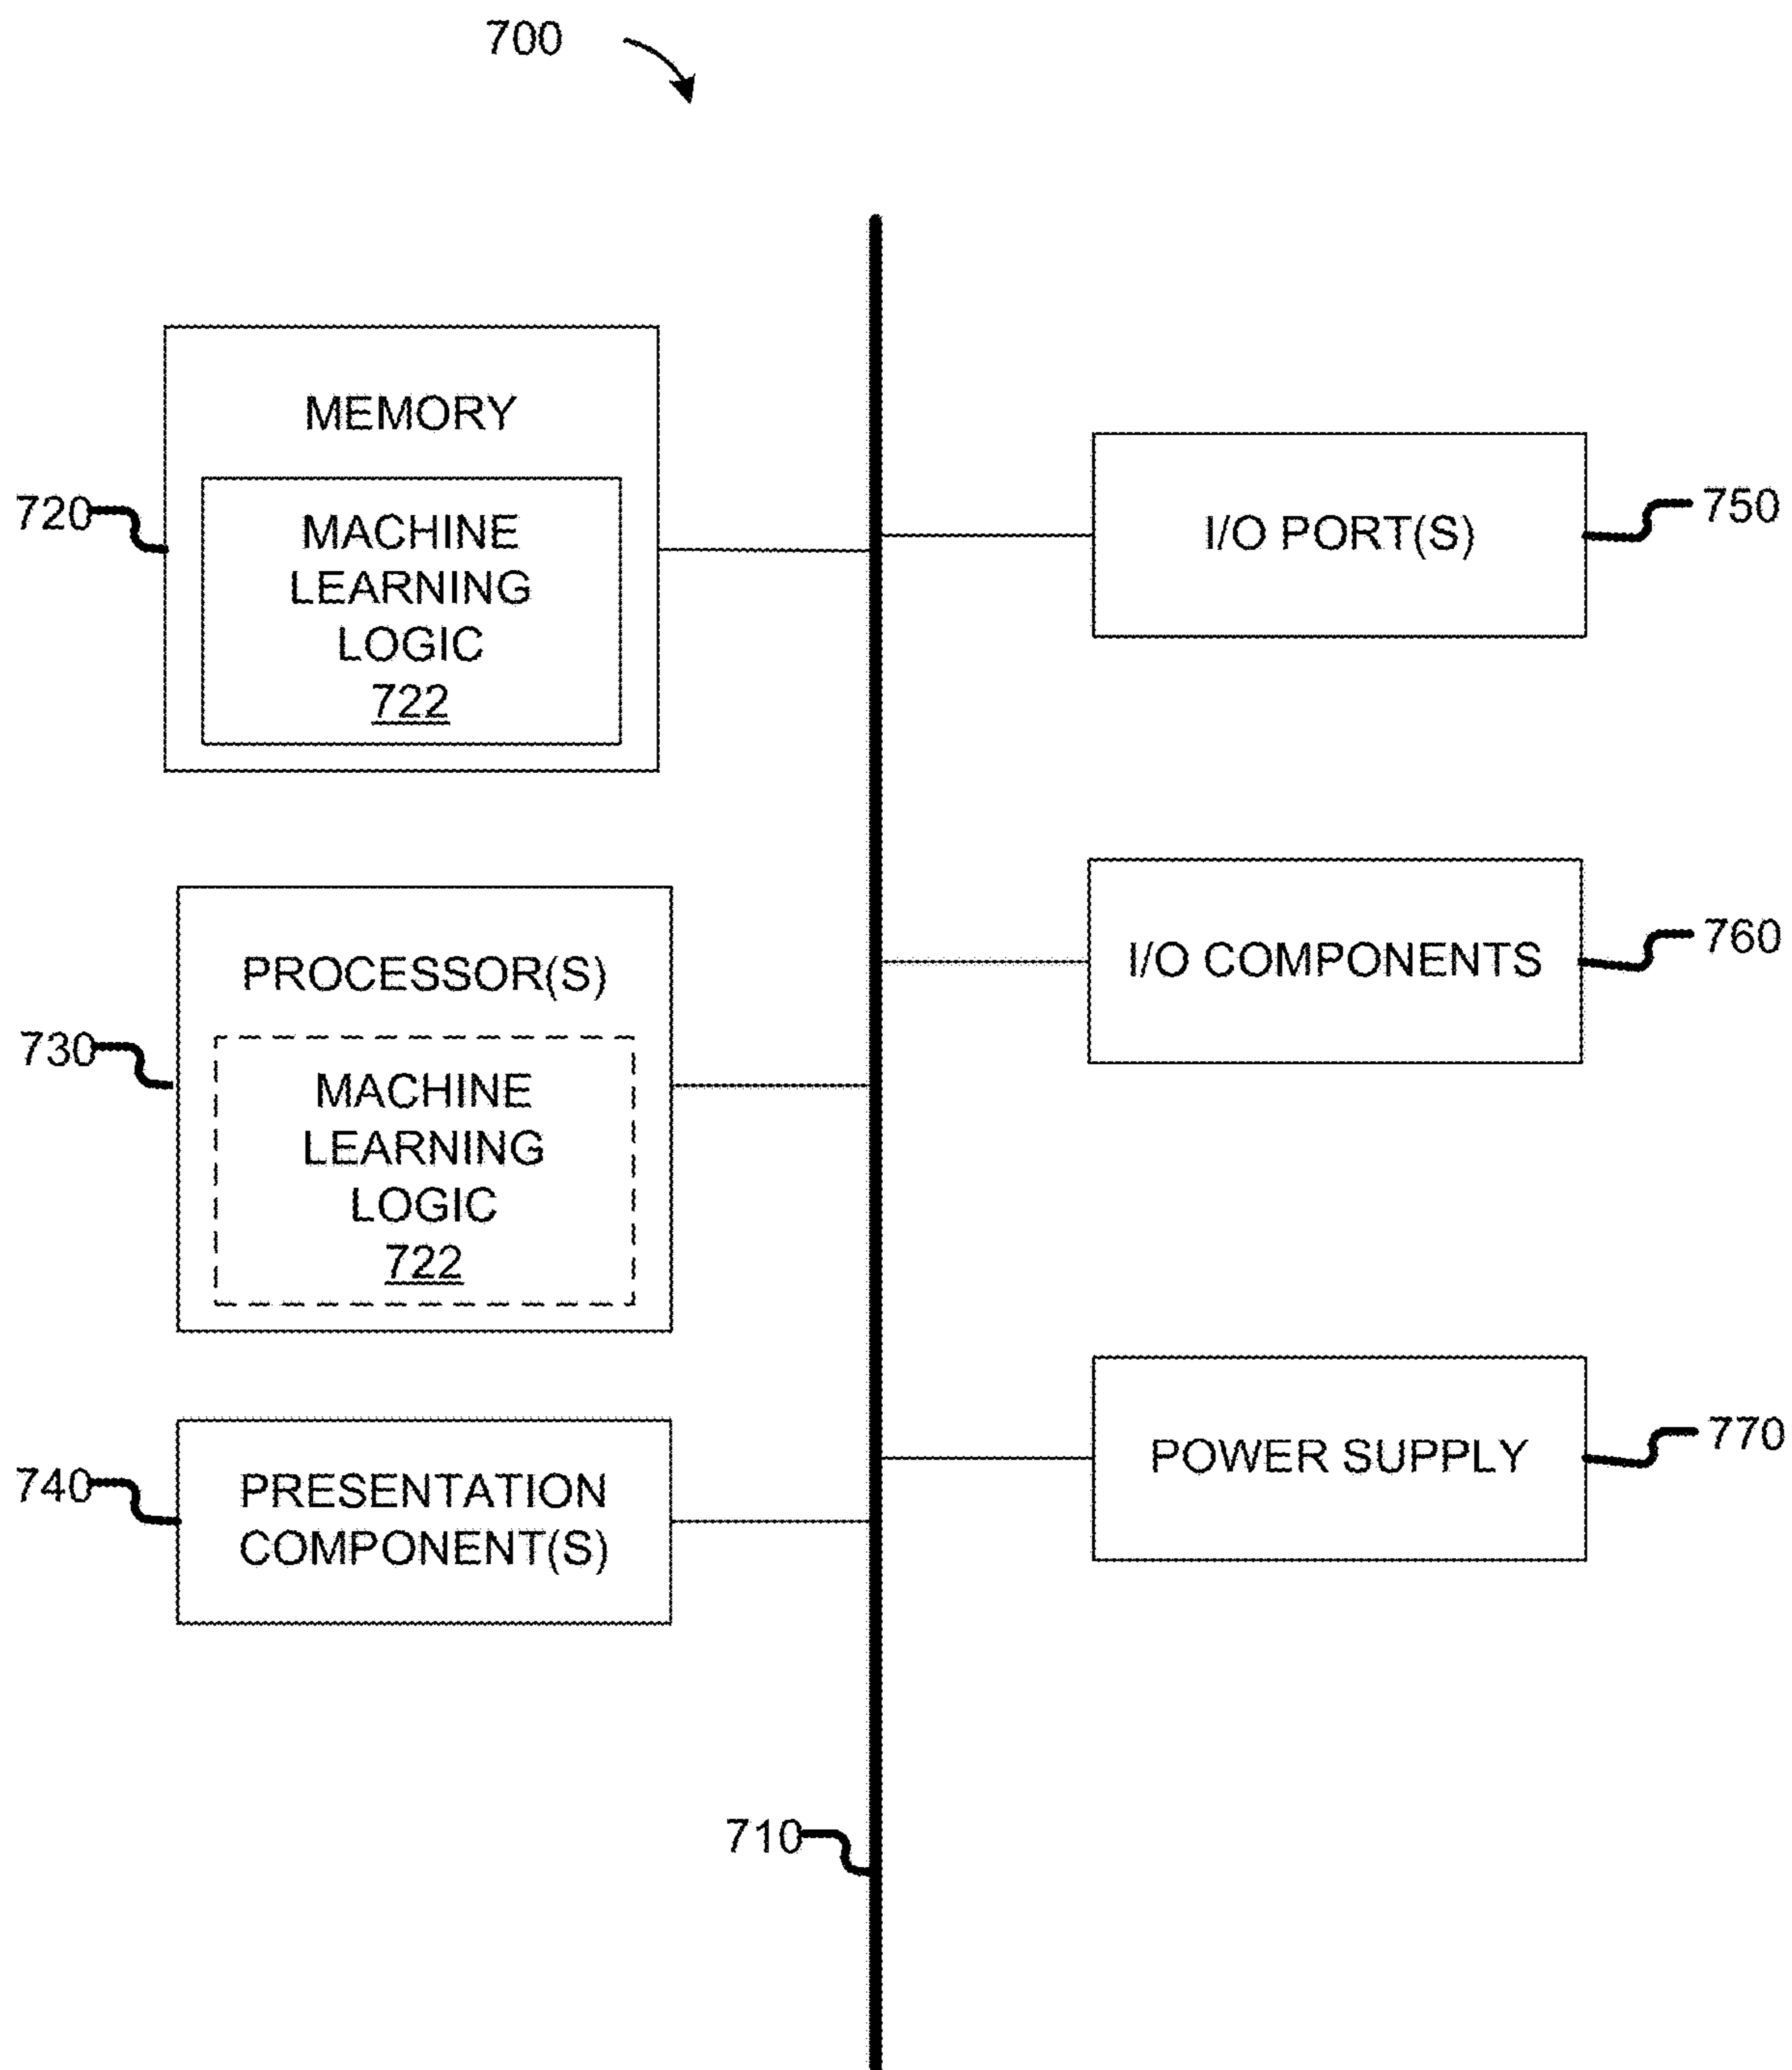 700
MEMORY
720
MACHINE
LEARNING
LOGIC
722
I/O PORT(S)
750
PROCESSOR(S)
730
MACHINE
LEARNING
LOGIC
722
I/O COMPONENTS
760
740
PRESENTATION
COMPONENT(S)
POWER SUPPLY
770
710